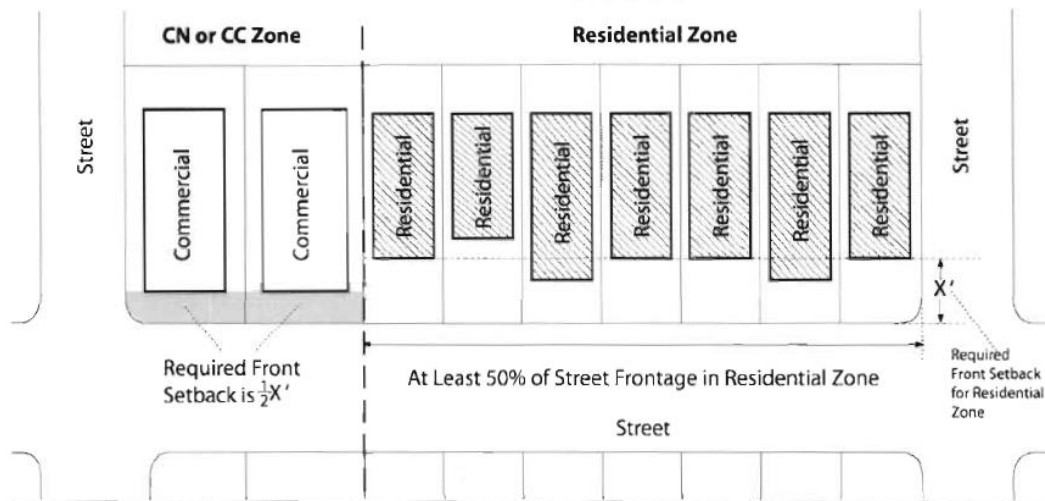 CN or CC Zone
Residential Zone
Street
Commercial
Commercial
Residential
Residential
Residential
Residential
Residential
Residential
Residential
Street
X'
Required Front
Setback is ½X'
At Least 50% of Street Frontage in Residential Zone
Required
Front Setback
for Residential
Zone
Street